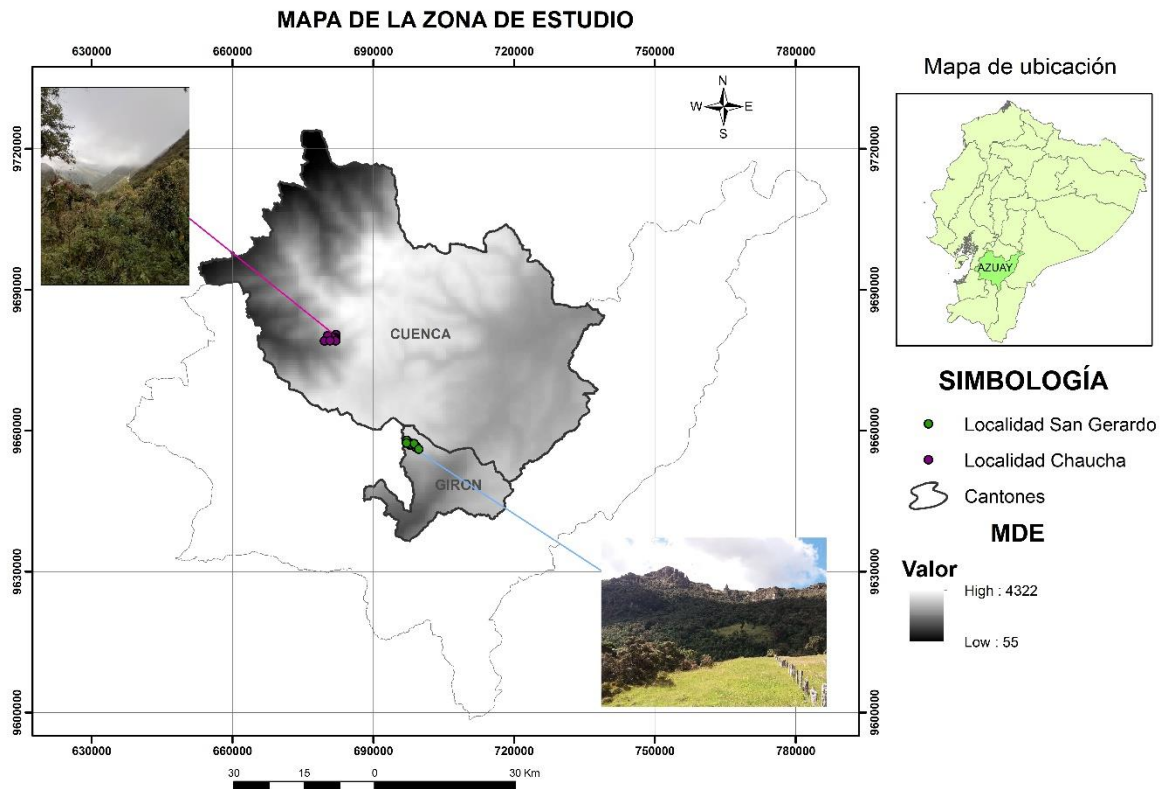 MAPA DE LA ZONA DE ESTUDIO
630000 660000 690000 720000 750000 780000
N
W E
S
9720000 9720000
9690000 9690000
9660000 9660000
9630000 9630000
9600000 9600000
CUENCA
GIRON
630000 660000 690000 720000 750000 780000
30 15 0 30 Km
Mapa de ubicación
AZUAY
SIMBOLOGÍA
Localidad San Gerardo
Localidad Chaucha
Cantones
MDE
Valor
High : 4322
Low : 55